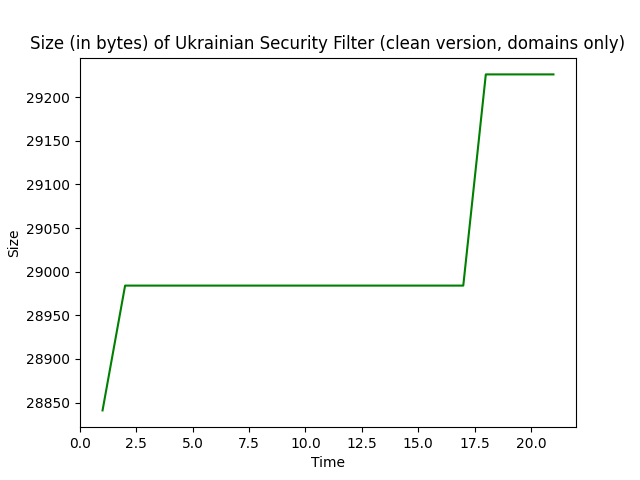 Size (in bytes) of Ukrainian Security Filter (clean version, domains only)
29200
29150
29100
29050
29000
28950
28900
28850
Size
0.0 2.5 5.0 7.5 10.0 12.5 15.0 17.5 20.0
Time